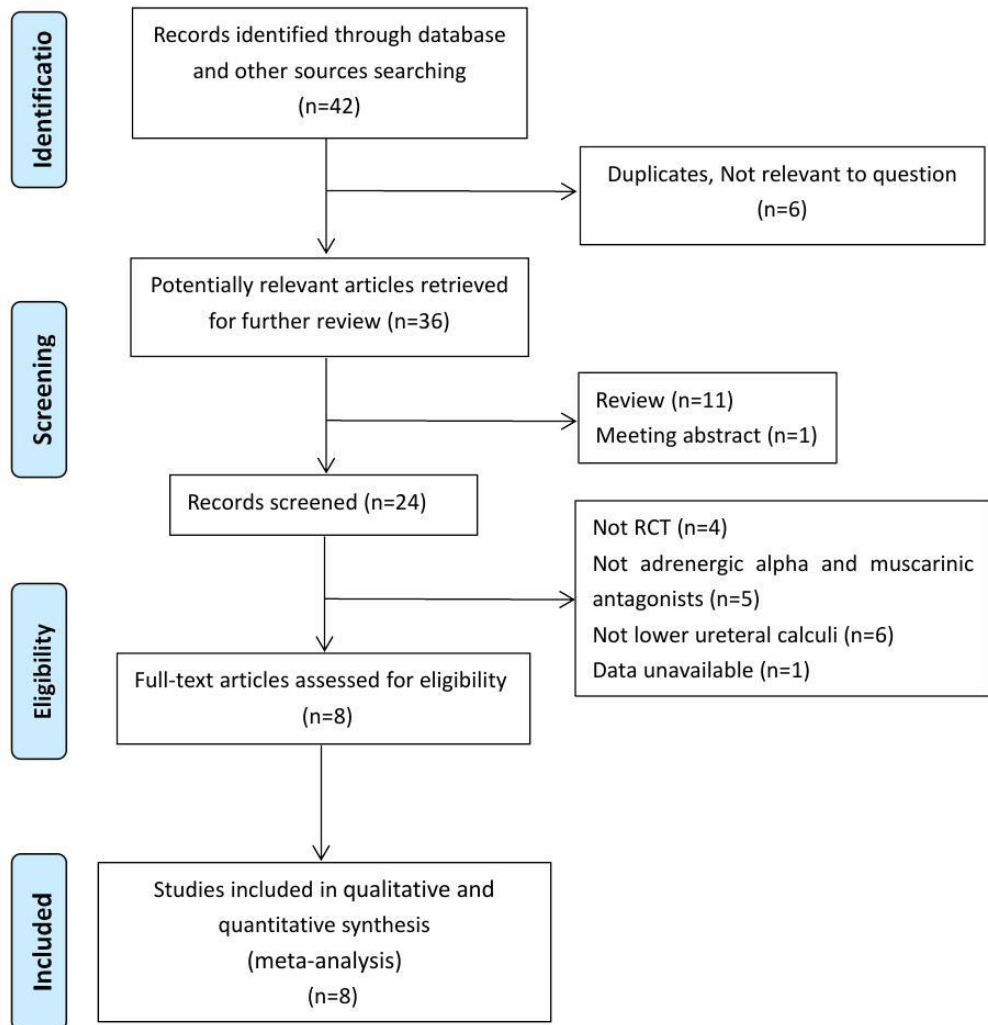 Identificatio
Records identified through database
and other sources searching
(n=42)
Duplicates, Not relevant to question
(n=6)
Screening
Potentially relevant articles retrieved
for further review (n=36)
Review (n=11)
Meeting abstract (n=1)
Records screened (n=24)
Eligibility
Not RCT (n=4)
Not adrenergic alpha and muscarinic
antagonists (n=5)
Not lower ureteral calculi (n=6)
Data unavailable (n=1)
Full-text articles assessed for eligibility
(n=8)
Included
Studies included in qualitative and
quantitative synthesis
(meta-analysis)
(n=8)